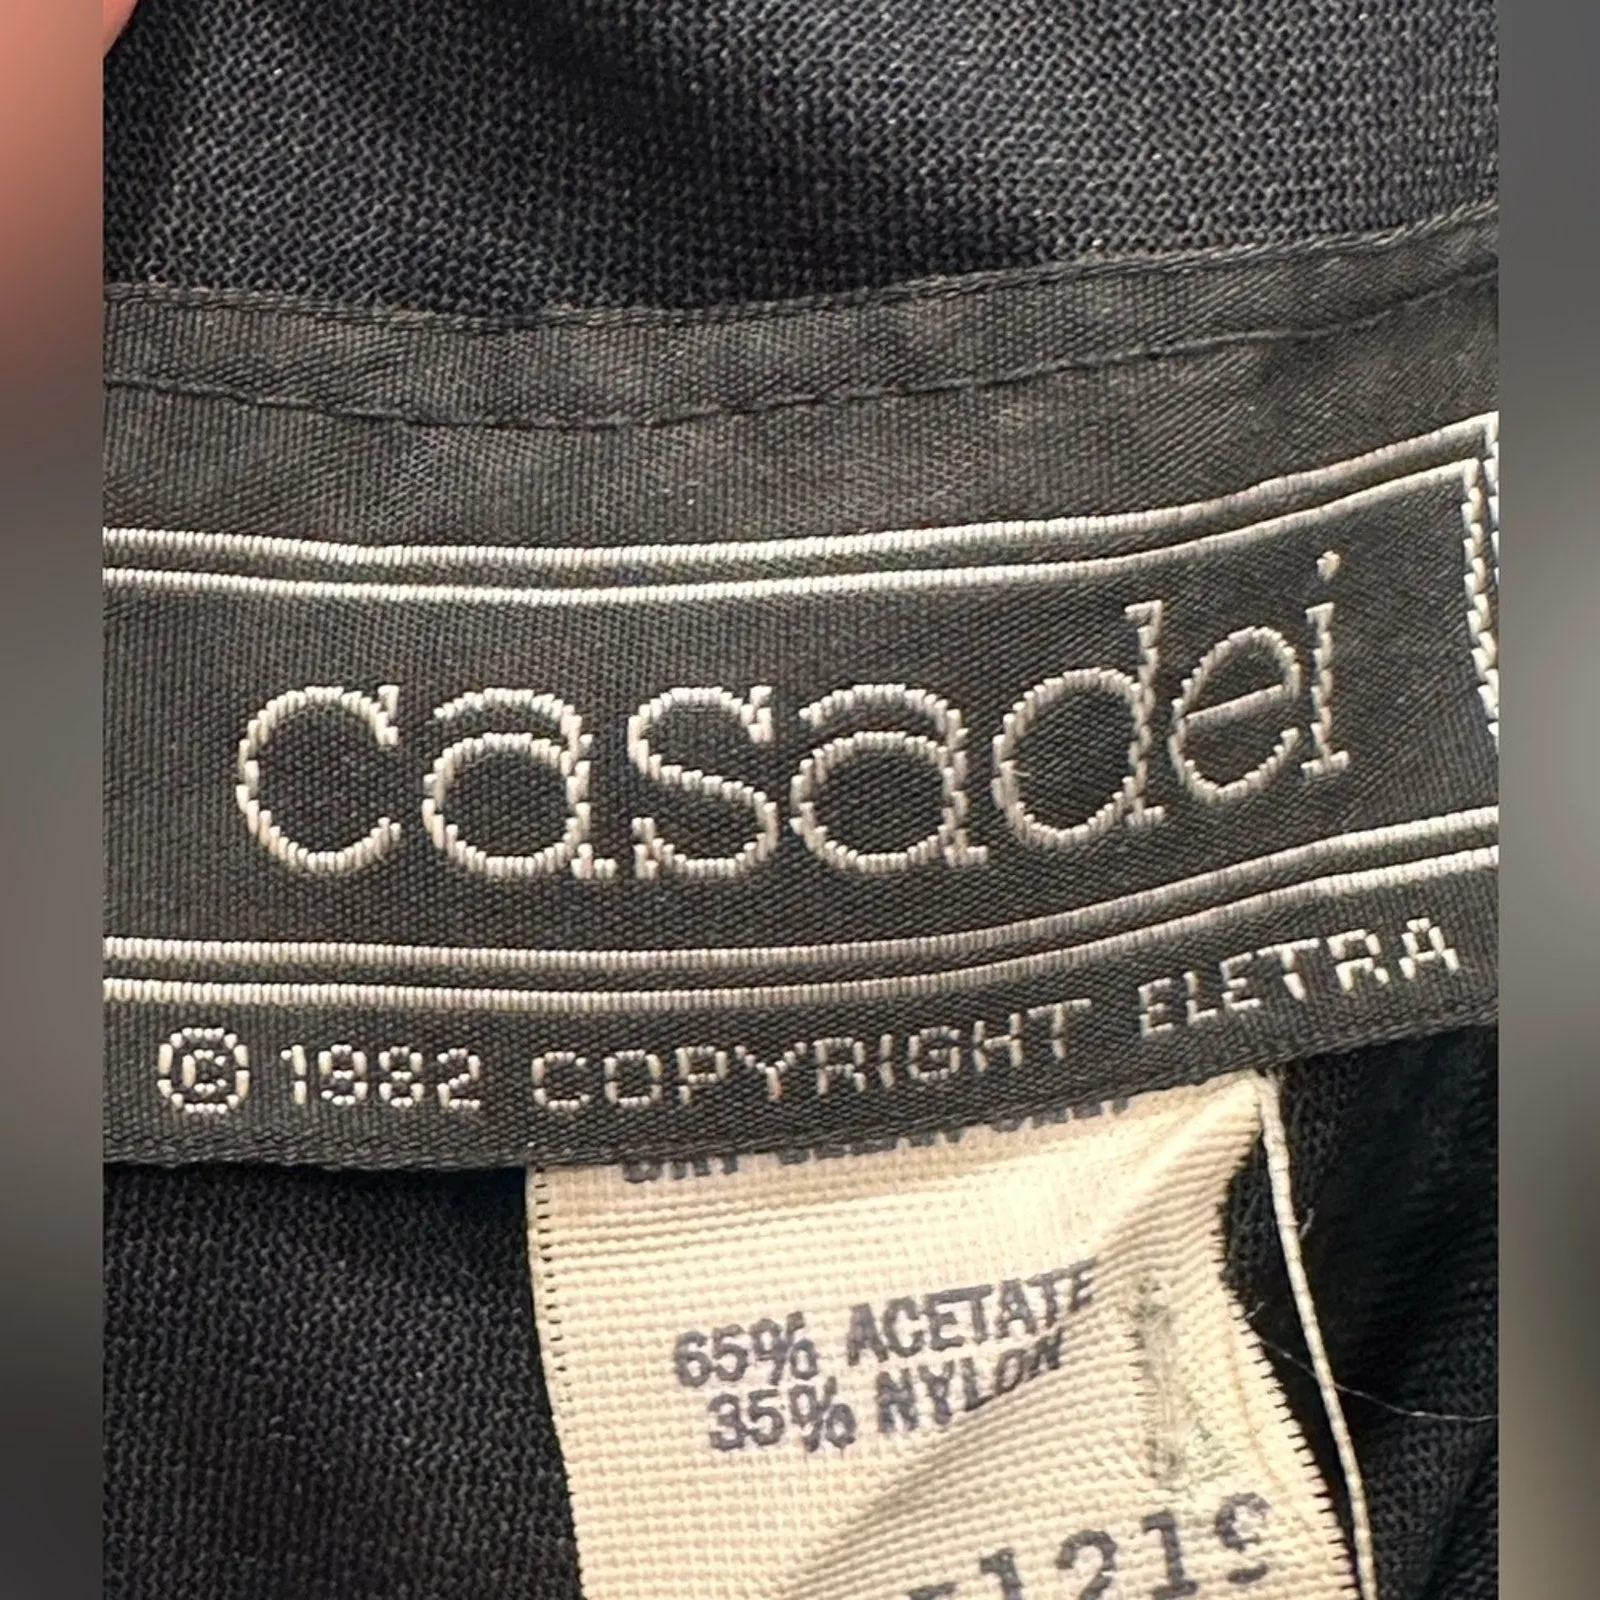 casadei
© 1982 COPYRIGHT ELETRA
65% ACETATE
35% NYLON